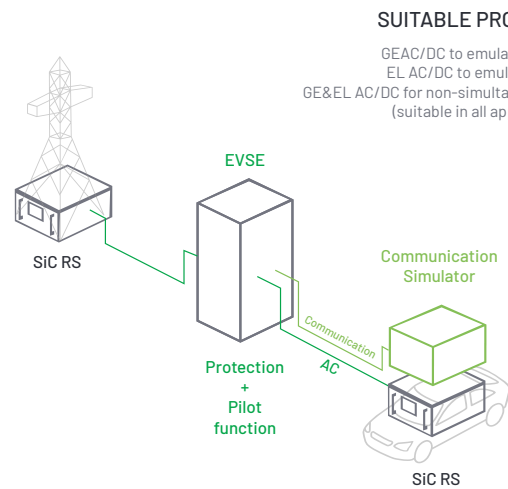 SUITABLE PRO
GEAC/DC to emula
EL AC/DC to emul
GE&EL AC/DC for non-simulta
(suitable in all ap
EVSE
SiC RS
Communication
Simulator
Communication
AC
Protection
+
Pilot
function
SiC RS